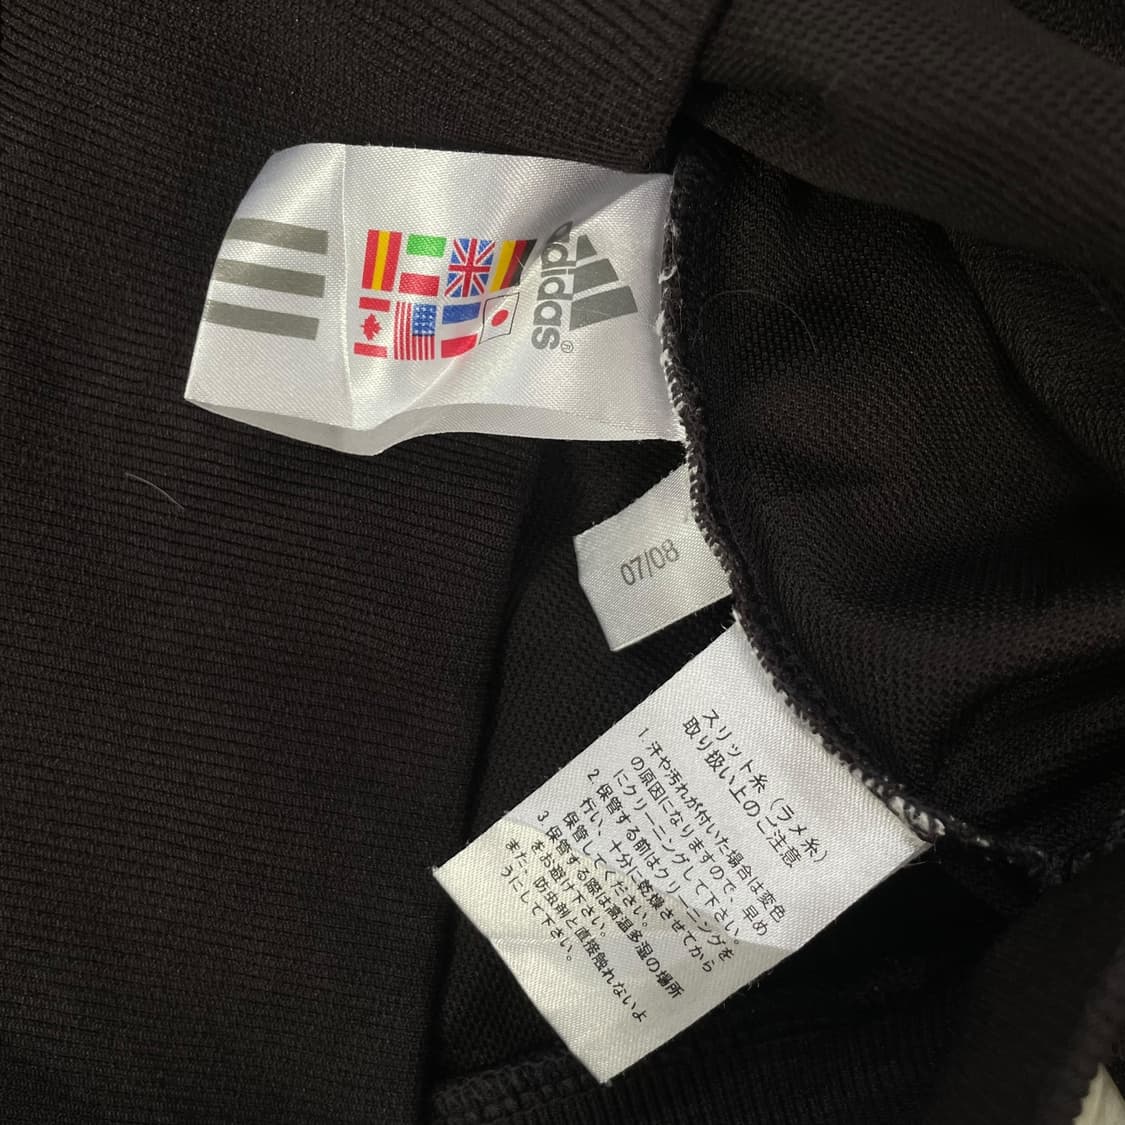 adidas®
07/08
スリット糸（ラメ糸）
取り扱い上のご注意
1. 汗や汚れが付いた場合は変色
の原因になりますので、早め
にクリーニングして下さい。
2. 保管する前はクリーニングを
行い、十分に乾燥させてから
保管してください。
3 保管する際は高温多湿の場所
をお避け下さい。
また、防虫剤と直接触れないよ
うにして下さい。